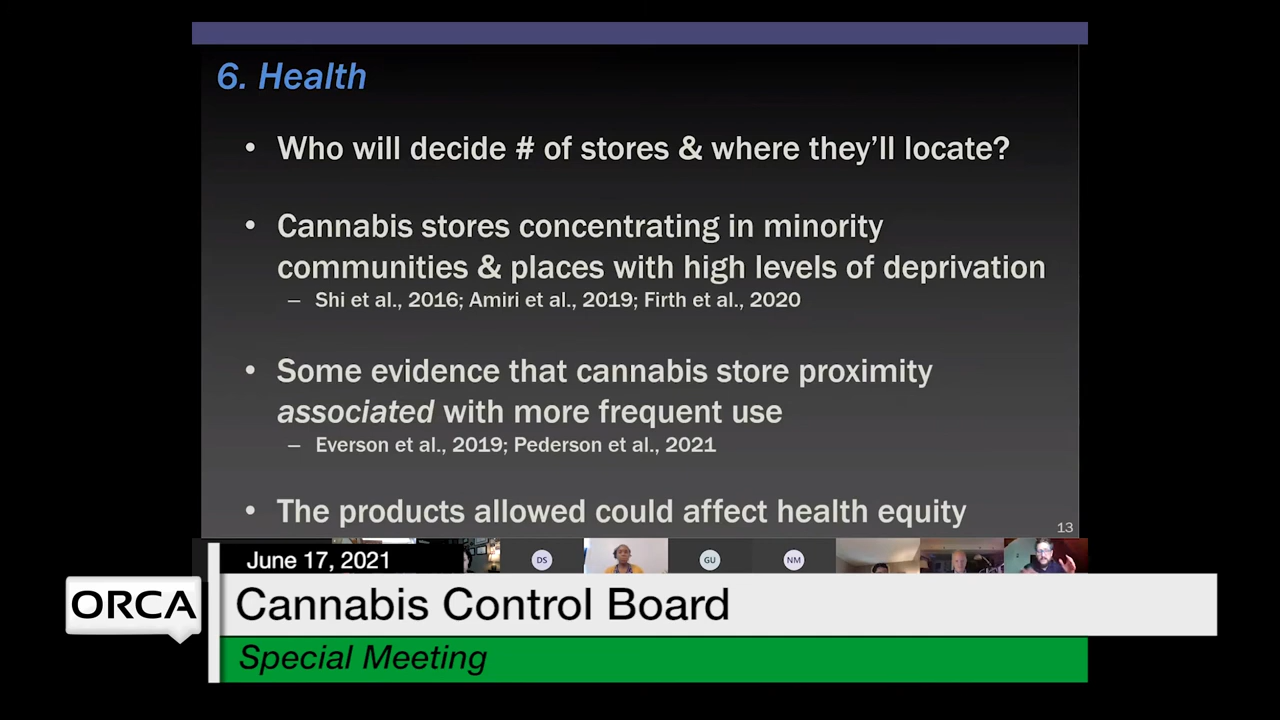 6. Health
• Who will decide # of stores & where they'll locate?
• Cannabis stores concentrating in minority
communities & places with high levels of deprivation
– Shi et al., 2016; Amiri et al., 2019; Firth et al., 2020
• Some evidence that cannabis store proximity
associated with more frequent use
– Everson et al., 2019; Pederson et al., 2021
• The products allowed could affect health equity
13
DS
GU
NM
June 17, 2021
ORCA
Cannabis Control Board
Special Meeting